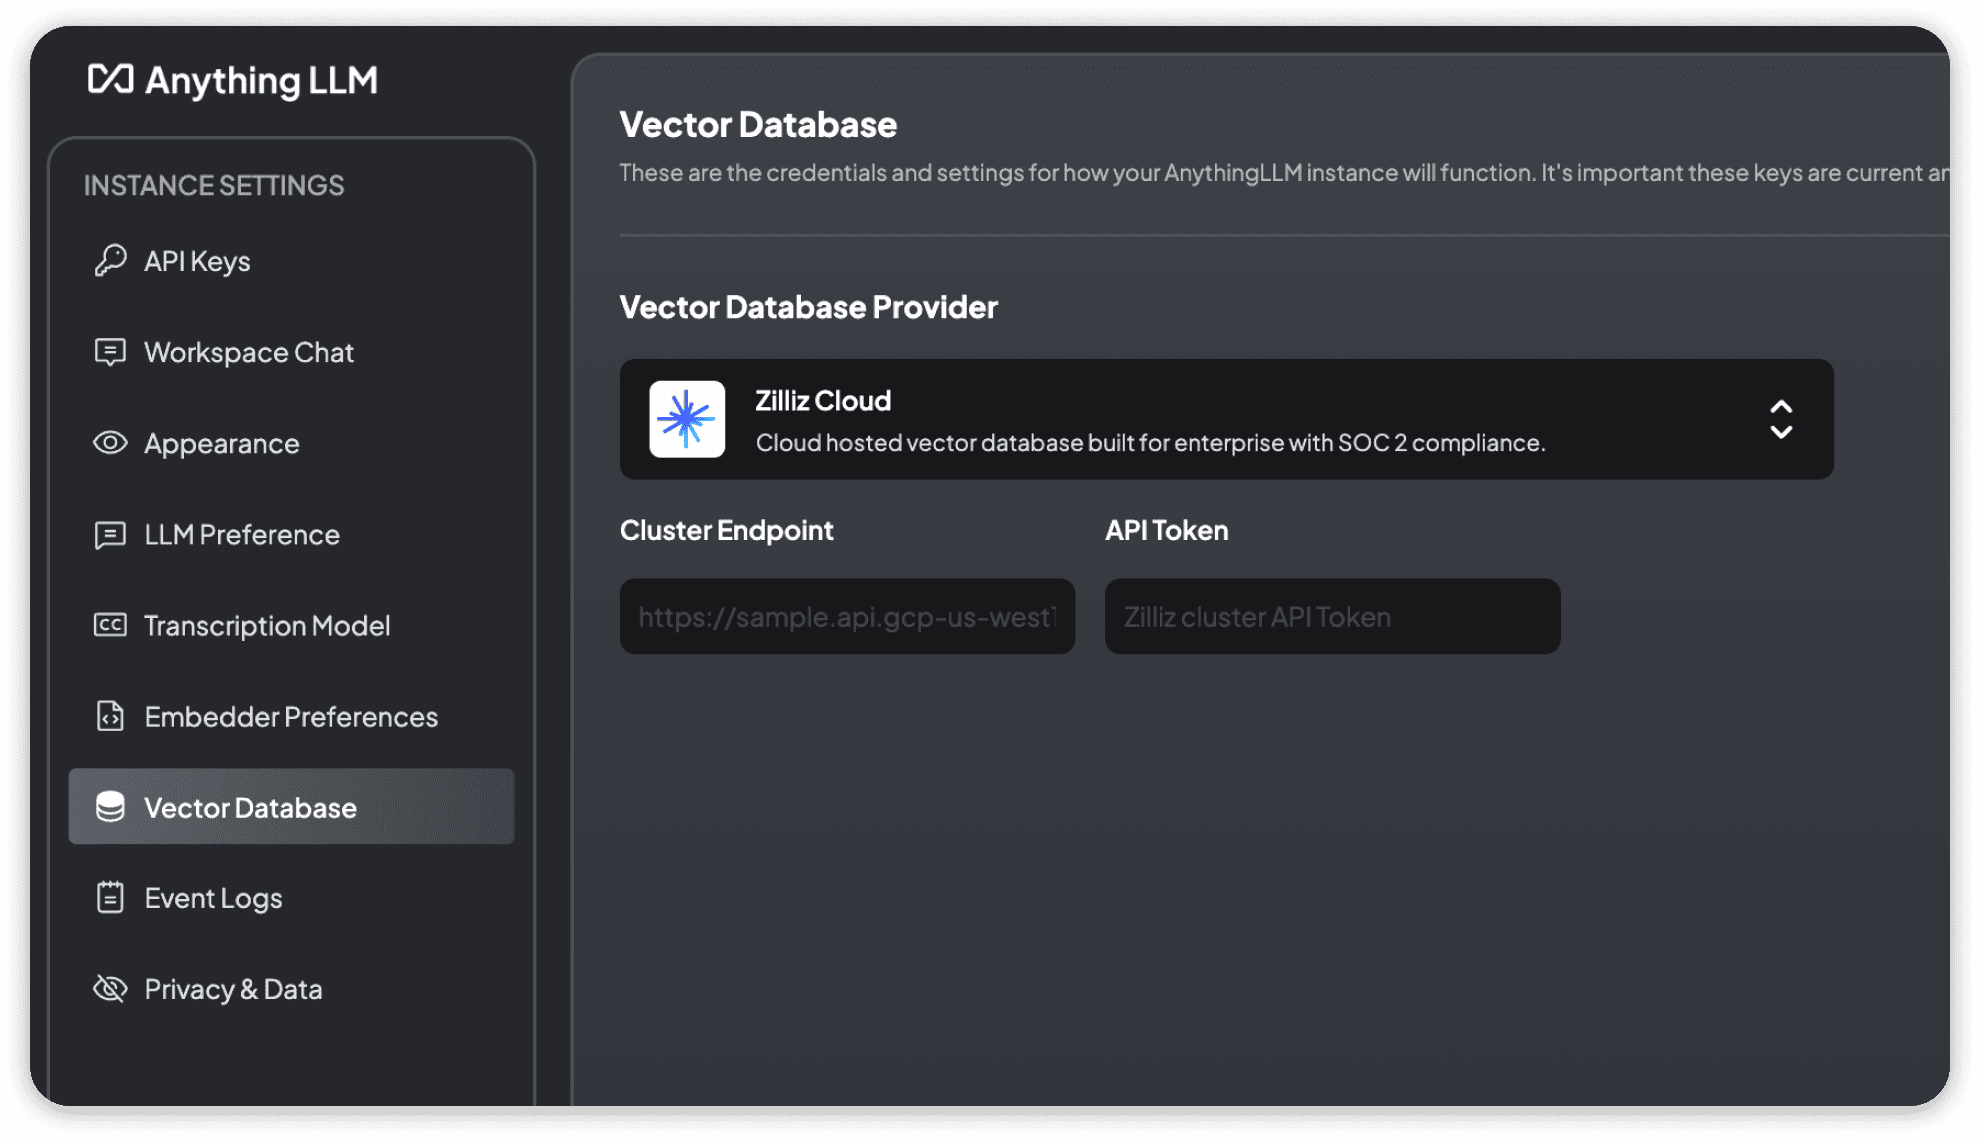 Anything LLM
INSTANCE SETTINGS
API Keys
Workspace Chat
Appearance
LLM Preference
CC
Transcription Model
Embedder Preferences
Vector Database
Event Logs
Privacy & Data
Vector Database
These are the credentials and settings for how your AnythingLLM instance will function. It's important these keys are current
Vector Database Provider
Zilliz Cloud
Cloud hosted vector database built for enterprise with SOC 2 compliance.
Cluster Endpoint
API Token
https://sample.api.gcp-us-west1
Zilliz cluster API Token